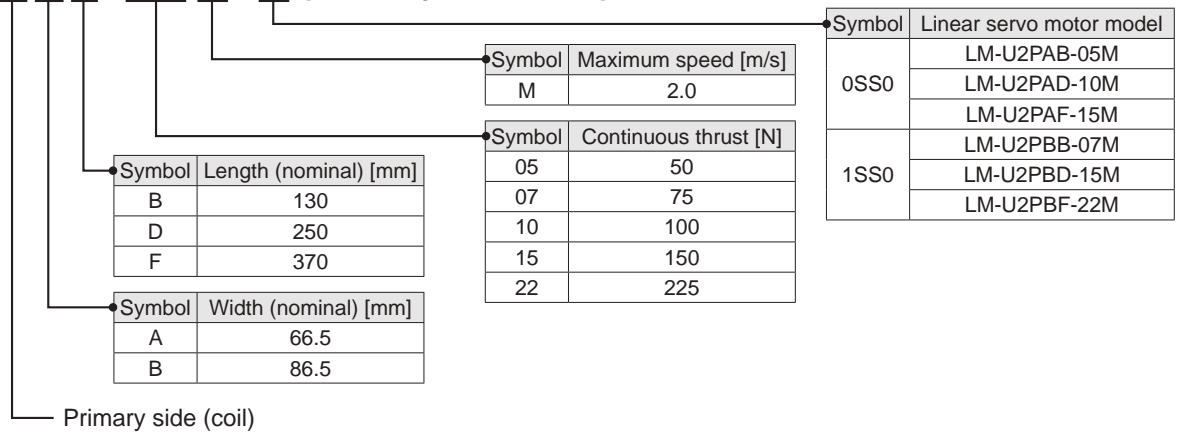 Symbol Linear servo motor model
0SS0 LM-U2PAB-05M
LM-U2PAD-10M
LM-U2PAF-15M
1SS0 LM-U2PBB-07M
LM-U2PBD-15M
LM-U2PBF-22M
Symbol Maximum speed [m/s]
M 2.0
Symbol Continuous thrust [N]
05 50
07 75
10 100
15 150
22 225
Symbol Length (nominal) [mm]
B 130
D 250
F 370
Symbol Width (nominal) [mm]
A 66.5
B 86.5
Primary side (coil)